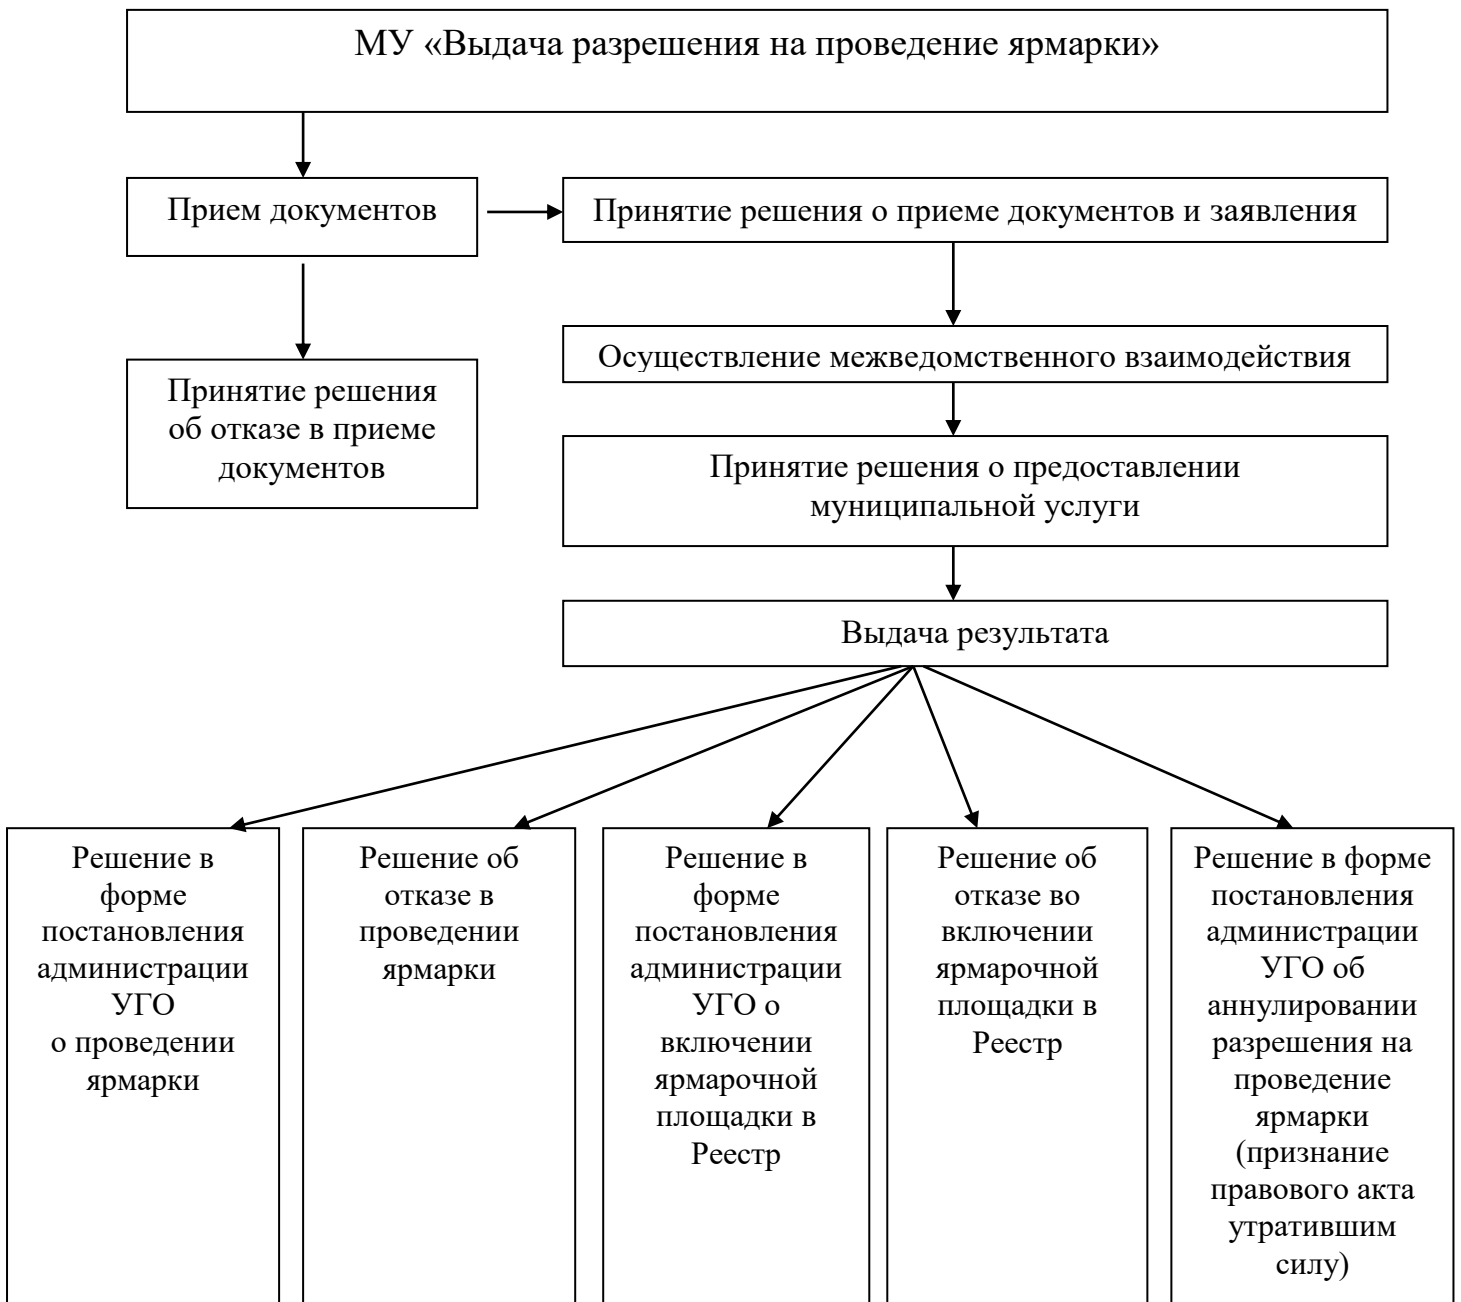 МУ «Выдача разрешения на проведение ярмарки»
Прием документов
Принятие решения о приеме документов и заявления
Осуществление межведомственного взаимодействия
Принятие решения
об отказе в приеме
документов
Принятие решения о предоставлении
муниципальной услуги
Выдача результата
Решение в
форме
постановления
администрации
УГО
о проведении
ярмарки
Решение об
отказе в
проведении
ярмарки
Решение в
форме
постановления
администрации
УГО о
включении
ярмарочной
площадки в
Реестр
Решение об
отказе во
включении
ярмарочной
площадки в
Реестр
Решение в форме
постановления
администрации
УГО об
аннулировании
разрешения на
проведение
ярмарки
(признание
правового акта
утратившим
силу)